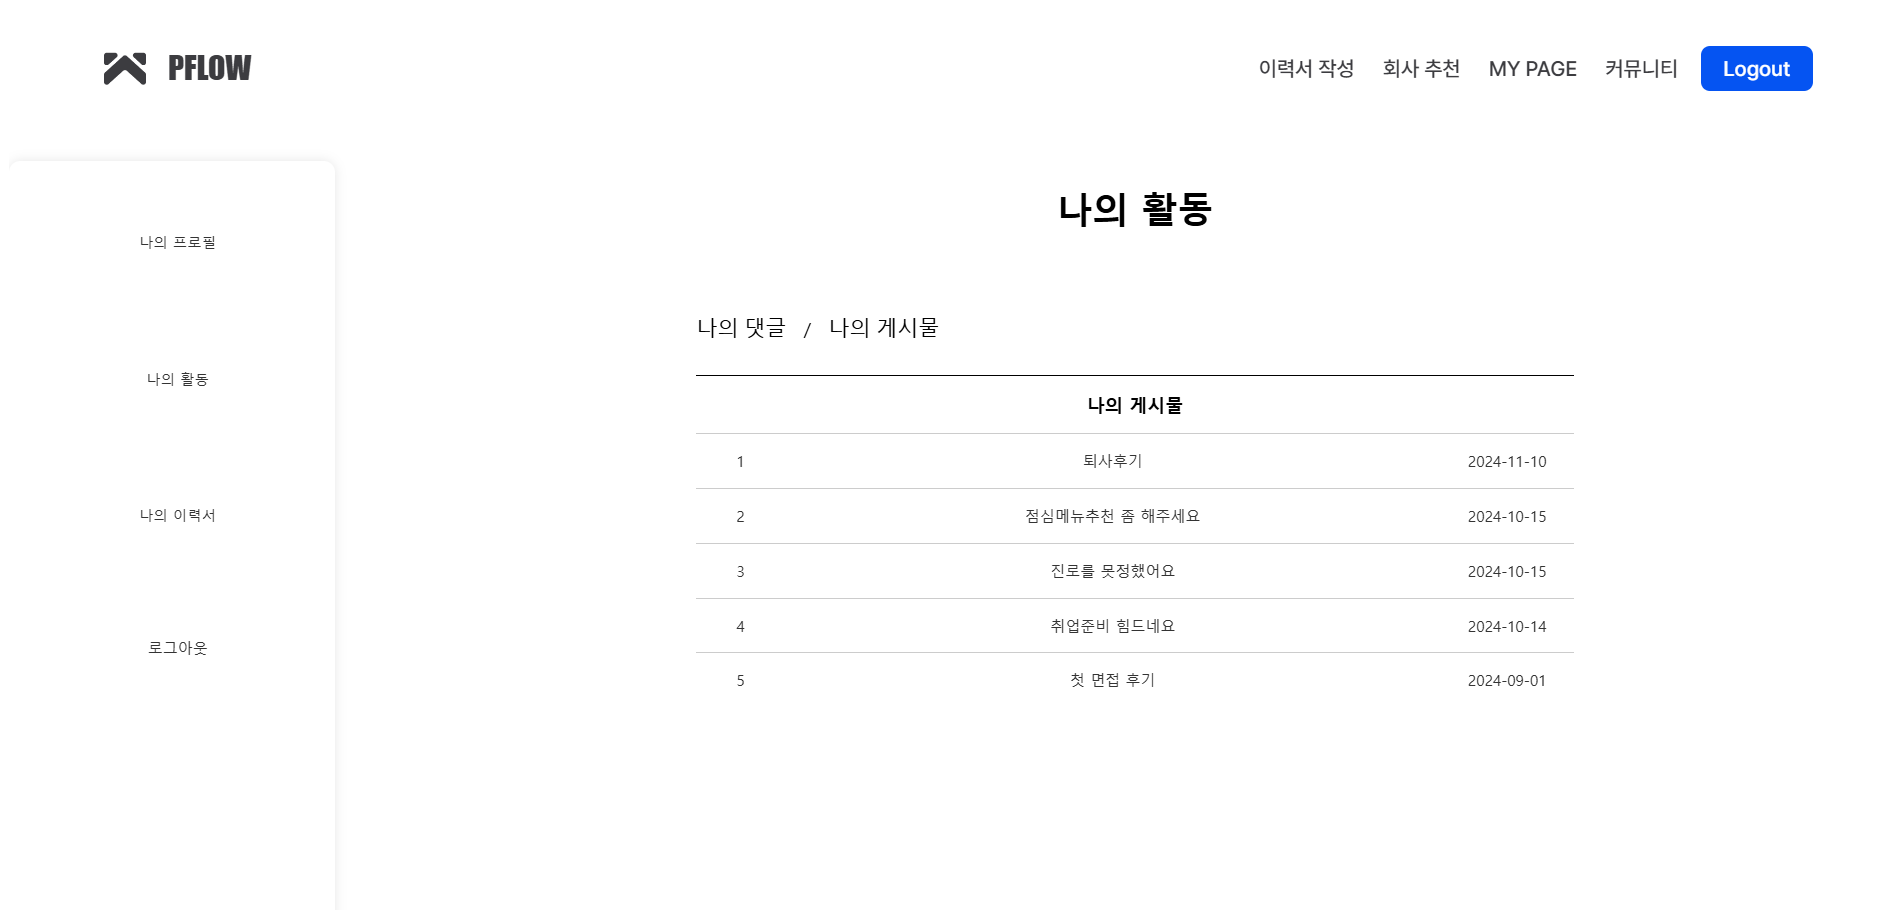 PFLOW
이력서 작성 회사 추천 MY PAGE 커뮤니티 Logout
나의 프로필
나의 활동
나의 이력서
로그아웃
나의 활동
나의 댓글 / 나의 게시물
나의 게시물
1 퇴사후기 2024-11-10
2 점심메뉴추천 좀 해주세요 2024-10-15
3 진로를 못정했어요 2024-10-15
4 취업준비 힘드네요 2024-10-14
5 첫 면접 후기 2024-09-01